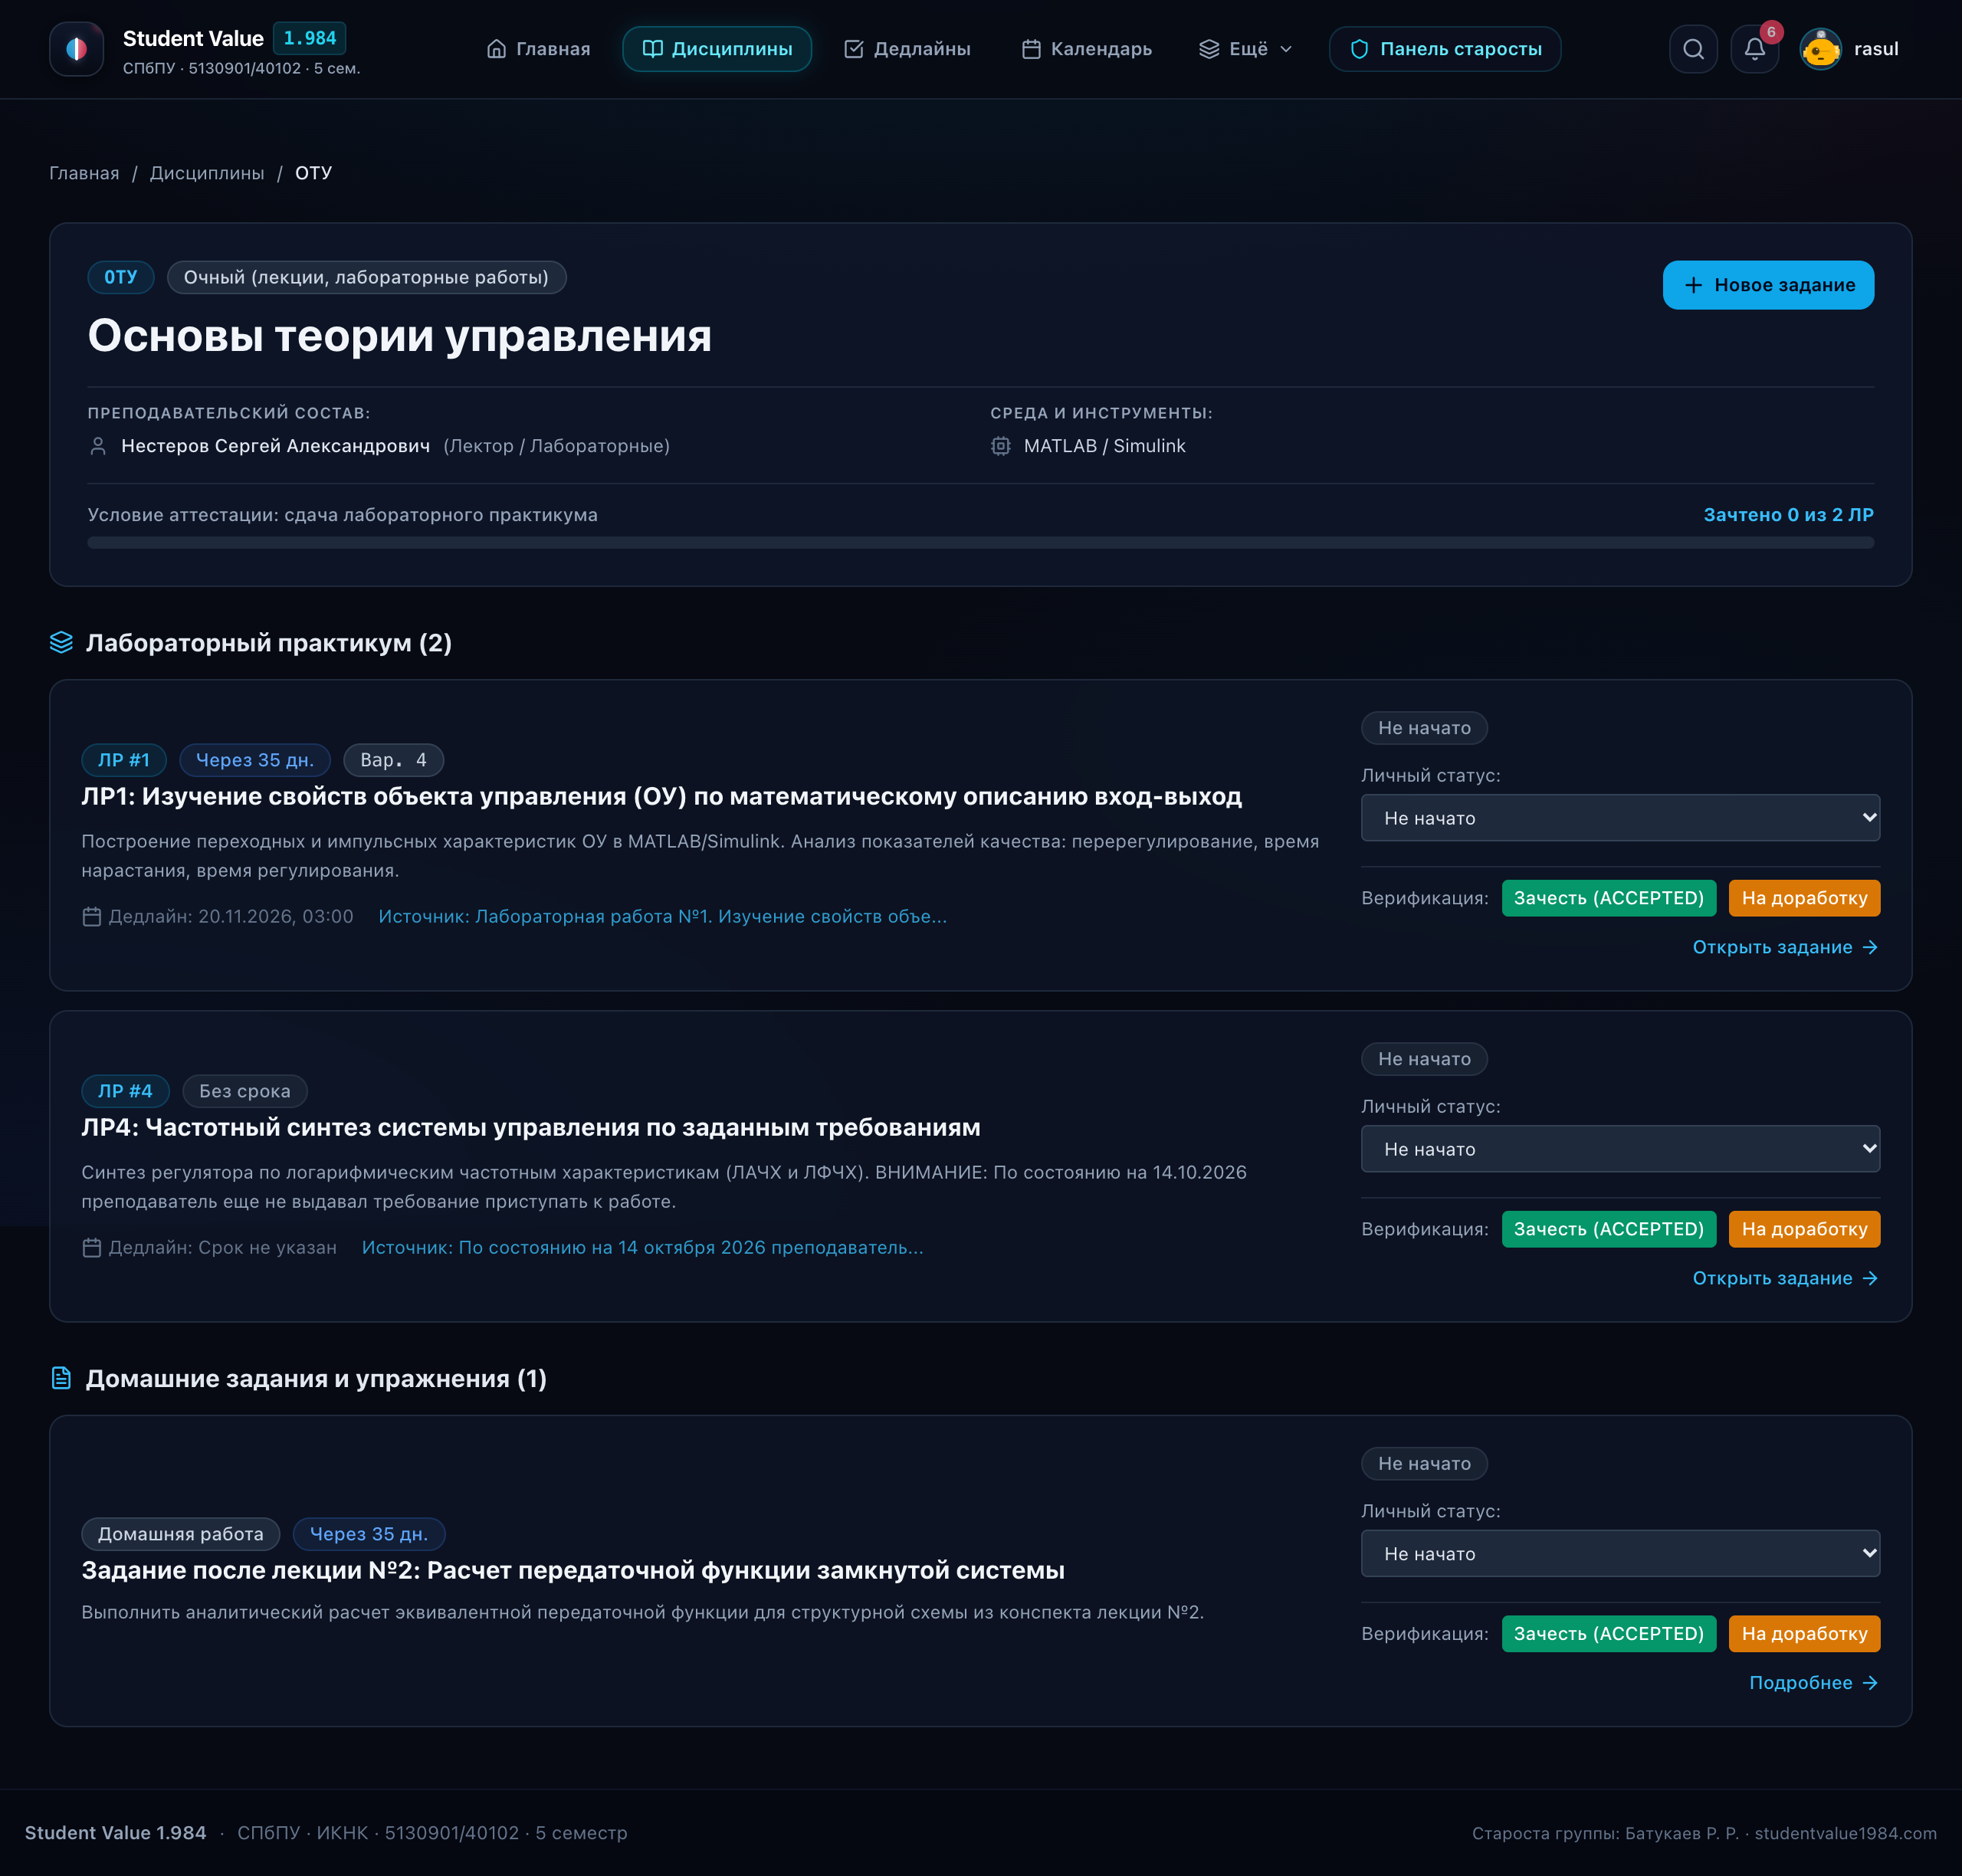 Student Value 1.984
СПбПУ · 5130901/40102 · 5 сем.
Главная
Дисциплины
Дедлайны
Календарь
Ещё
Панель старосты
6
rasul
Главная / Дисциплины / ОТУ
ОТУ
Очный (лекции, лабораторные работы)
Новое задание
Основы теории управления
ПРЕПОДАВАТЕЛЬСКИЙ СОСТАВ:
Нестеров Сергей Александрович (Лектор / Лабораторные)
СРЕДА И ИНСТРУМЕНТЫ:
MATLAB / Simulink
Условие аттестации: сдача лабораторного практикума
Зачтено 0 из 2 ЛР
Лабораторный практикум (2)
ЛР #1
Через 35 дн.
Вар. 4
ЛР1: Изучение свойств объекта управления (ОУ) по математическому описанию вход-выход
Построение переходных и импульсных характеристик ОУ в MATLAB/Simulink. Анализ показателей качества: перерегулирование, время
нарастания, время регулирования.
Дедлайн: 20.11.2026, 03:00
Источник: Лабораторная работа №1. Изучение свойств объе...
Не начато
Личный статус:
Не начато
Верификация:
Зачесть (ACCEPTED)
На доработку
Открыть задание →
ЛР #4
Без срока
ЛР4: Частотный синтез системы управления по заданным требованиям
Синтез регулятора по логарифмическим частотным характеристикам (ЛАЧХ и ЛФЧХ). ВНИМАНИЕ: По состоянию на 14.10.2026
преподаватель еще не выдавал требование приступать к работе.
Дедлайн: Срок не указан
Источник: По состоянию на 14 октября 2026 преподаватель...
Не начато
Личный статус:
Не начато
Верификация:
Зачесть (ACCEPTED)
На доработку
Открыть задание →
Домашние задания и упражнения (1)
Домашняя работа
Через 35 дн.
Задание после лекции №2: Расчет передаточной функции замкнутой системы
Выполнить аналитический расчет эквивалентной передаточной функции для структурной схемы из конспекта лекции №2.
Не начато
Личный статус:
Не начато
Верификация:
Зачесть (ACCEPTED)
На доработку
Подробнее →
Student Value 1.984 · СПбПУ · ИКНК · 5130901/40102 · 5 семестр
Староста группы: Батукаев Р. Р. · studentvalue1984.com